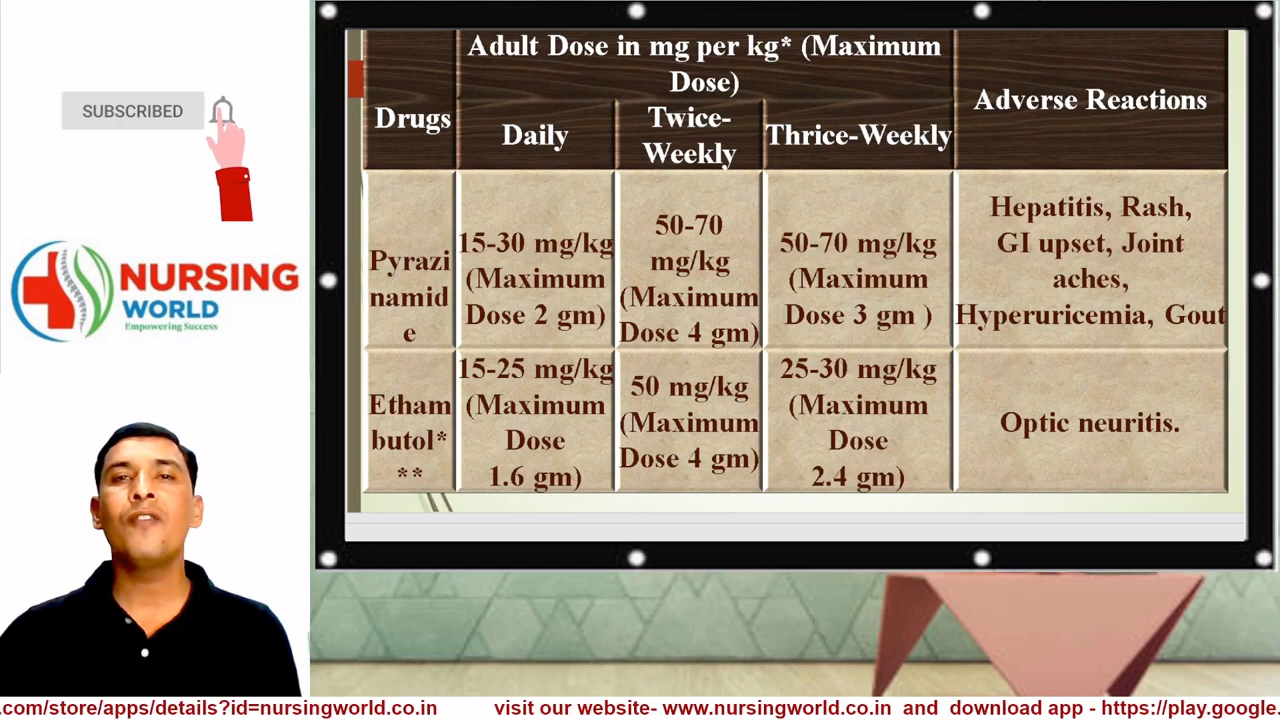 SUBSCRIBED
NURSING
WORLD
Empowering Success
Adult Dose in mg per kg* (Maximum
Dose)
Drugs
Daily
Twice-
Weekly
Thrice-Weekly
Adverse Reactions
Pyrazi
namid
e
15-30 mg/kg
(Maximum
Dose 2 gm)
50-70
mg/kg
(Maximum
Dose 4 gm)
50-70 mg/kg
(Maximum
Dose 3 gm )
Hepatitis, Rash,
GI upset, Joint
aches,
Hyperuricemia, Gout
Etham
butol*
**
15-25 mg/kg
(Maximum
Dose
1.6 gm)
50 mg/kg
(Maximum
Dose 4 gm)
25-30 mg/kg
(Maximum
Dose
2.4 gm)
Optic neuritis.
.com/store/apps/details?id=nursingworld.co.in visit our website- www.nursingworld.co.in and download app - https://play.google.